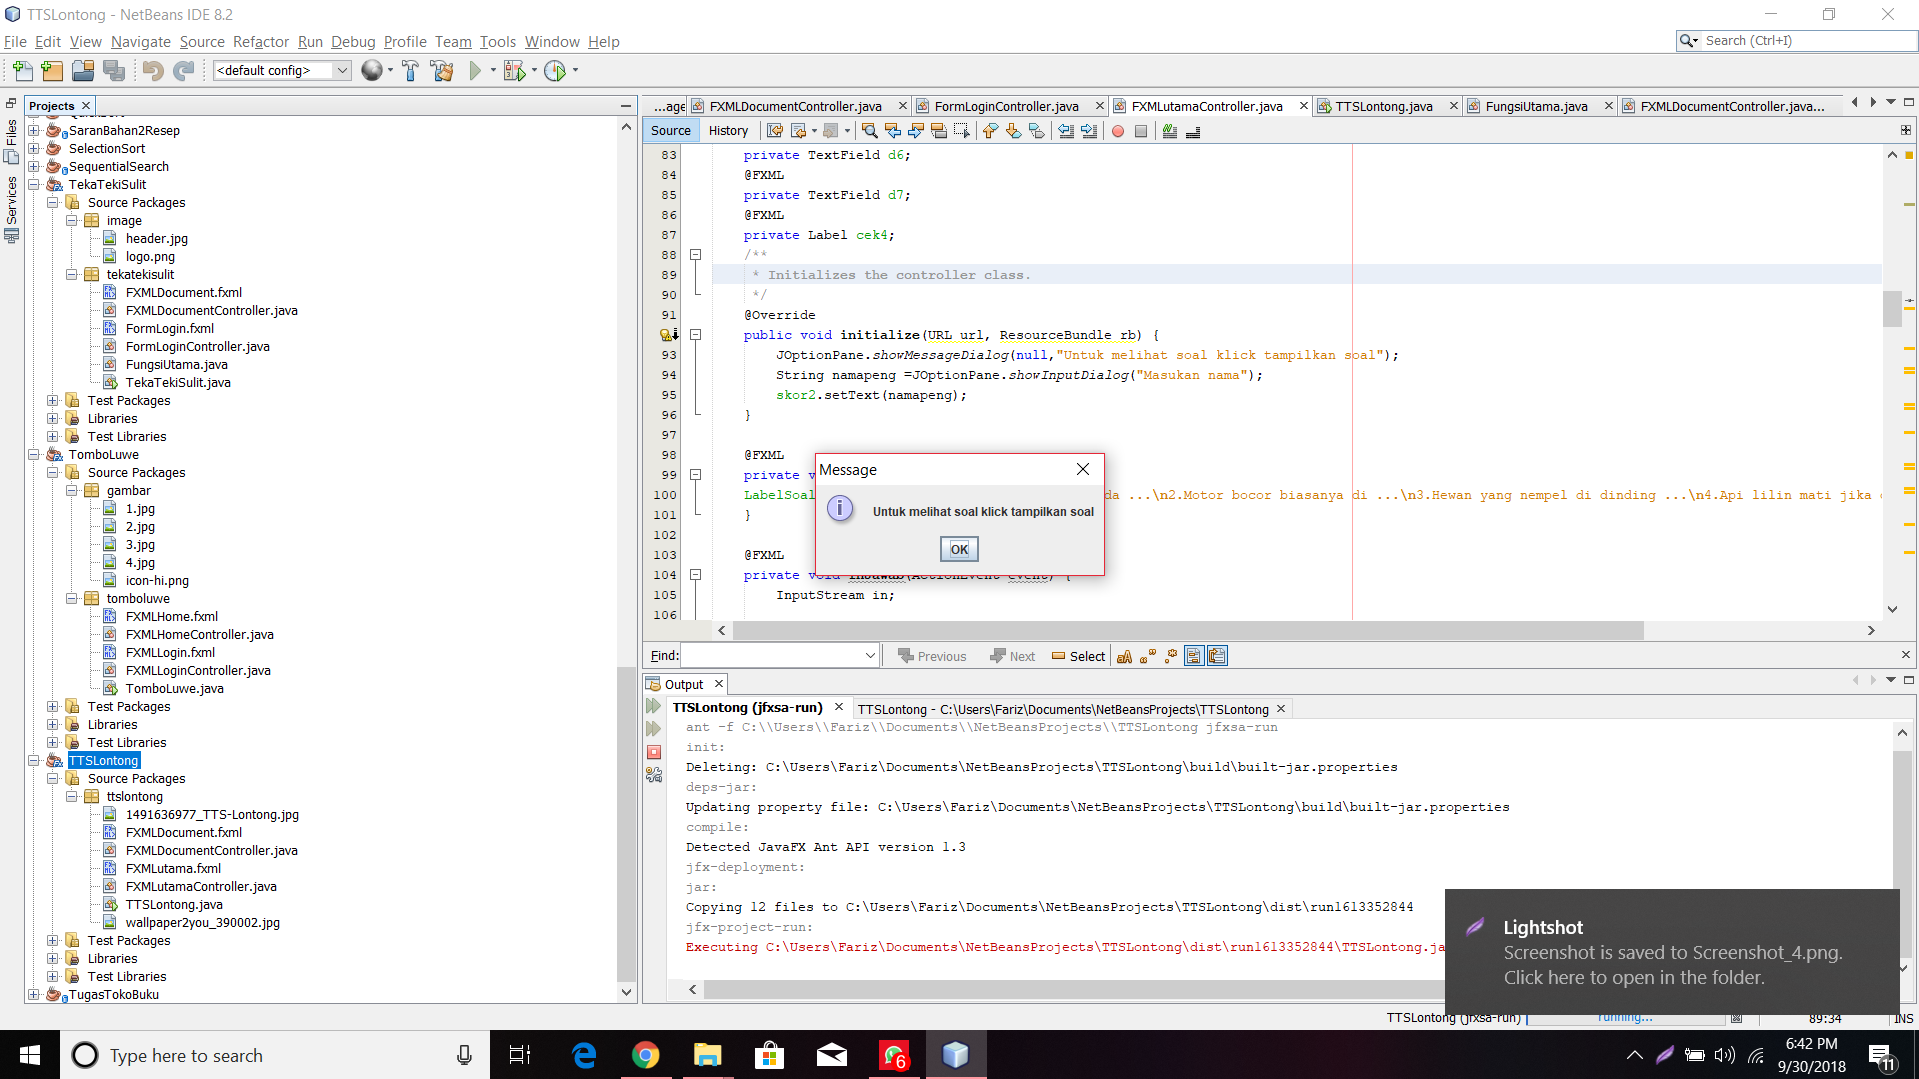 TTSLontong - NetBeans IDE 8.2
File Edit View Navigate Source Refactor Run Debug Profile Team Tools Window Help
Search (Ctrl+I)
<default config>
Files
Services
Projects
SaranBahan2Resep
SelectionSort
SequentialSearch
TekaTekiSulit
Source Packages
image
header.jpg
logo.png
tekatekisulit
FXMLDocument.fxml
FXMLDocumentController.java
FormLogin.fxml
FormLoginController.java
FungsiUtama.java
TekaTekiSulit.java
Test Packages
Libraries
Test Libraries
TomboLuwe
Source Packages
gambar
1.jpg
2.jpg
3.jpg
4.jpg
icon-hi.png
tomboluwe
FXMLHome.fxml
FXMLHomeController.java
FXMLLogin.fxml
FXMLLoginController.java
TomboLuwe.java
Test Packages
Libraries
Test Libraries
TTSLontong
Source Packages
ttslontong
1491636977_TTS-Lontong.jpg
FXMLDocument.fxml
FXMLDocumentController.java
FXMLutama.fxml
FXMLutamaController.java
TTSLontong.java
wallpaper2you_390002.jpg
Test Packages
Libraries
Test Libraries
TugasTokoBuku
...age FXMLDocumentController.java FormLoginController.java FXMLutamaController.java TTSLontong.java FungsiUtama.java FXMLDocumentController.java...
Source History
83 private TextField d6;
84 @FXML
85 private TextField d7;
86 @FXML
87 private Label cek4;
88 /**
89 * Initializes the controller class.
90 */
91 @Override
public void initialize(URL url, ResourceBundle rb) {
93 JOptionPane.showMessageDialog(null,"Untuk melihat soal klick tampilkan soal");
94 String namapeng =JOptionPane.showInputDialog("Masukan nama");
95 skor2.setText(namapeng);
96 }
97
98 @FXML
99 private v
100 LabelSoal da ...\n2.Motor bocor biasanya di ...\n3.Hewan yang nempel di dinding ...\n4.Api lilin mati jika
101 }
102
103 @FXML
104 private void (ActionEvent event) {
105 InputStream in;
106
Message
Untuk melihat soal klick tampilkan soal
OK
Find: Previous Next Select
Output
TTSLontong (jfxsa-run) TTSLontong - C:\Users\Fariz\Documents\NetBeansProjects\TTSLontong
ant -f C:\\Users\\Fariz\\Documents\\NetBeansProjects\\TTSLontong jfxsa-run
init:
Deleting: C:\Users\Fariz\Documents\NetBeansProjects\TTSLontong\build\built-jar.properties
deps-jar:
Updating property file: C:\Users\Fariz\Documents\NetBeansProjects\TTSLontong\build\built-jar.properties
compile:
Detected JavaFX Ant API version 1.3
jfx-deployment:
jar:
Copying 12 files to C:\Users\Fariz\Documents\NetBeansProjects\TTSLontong\dist\run1613352844
jfx-project-run:
Executing C:\Users\Fariz\Documents\NetBeansProjects\TTSLontong\dist\run1613352844\TTSLontong.ja
Lightshot
Screenshot is saved to Screenshot_4.png.
Click here to open in the folder.
TTSLontong (jfxsa-run) running... 89:34 INS
Type here to search
6
6:42 PM
9/30/2018
11